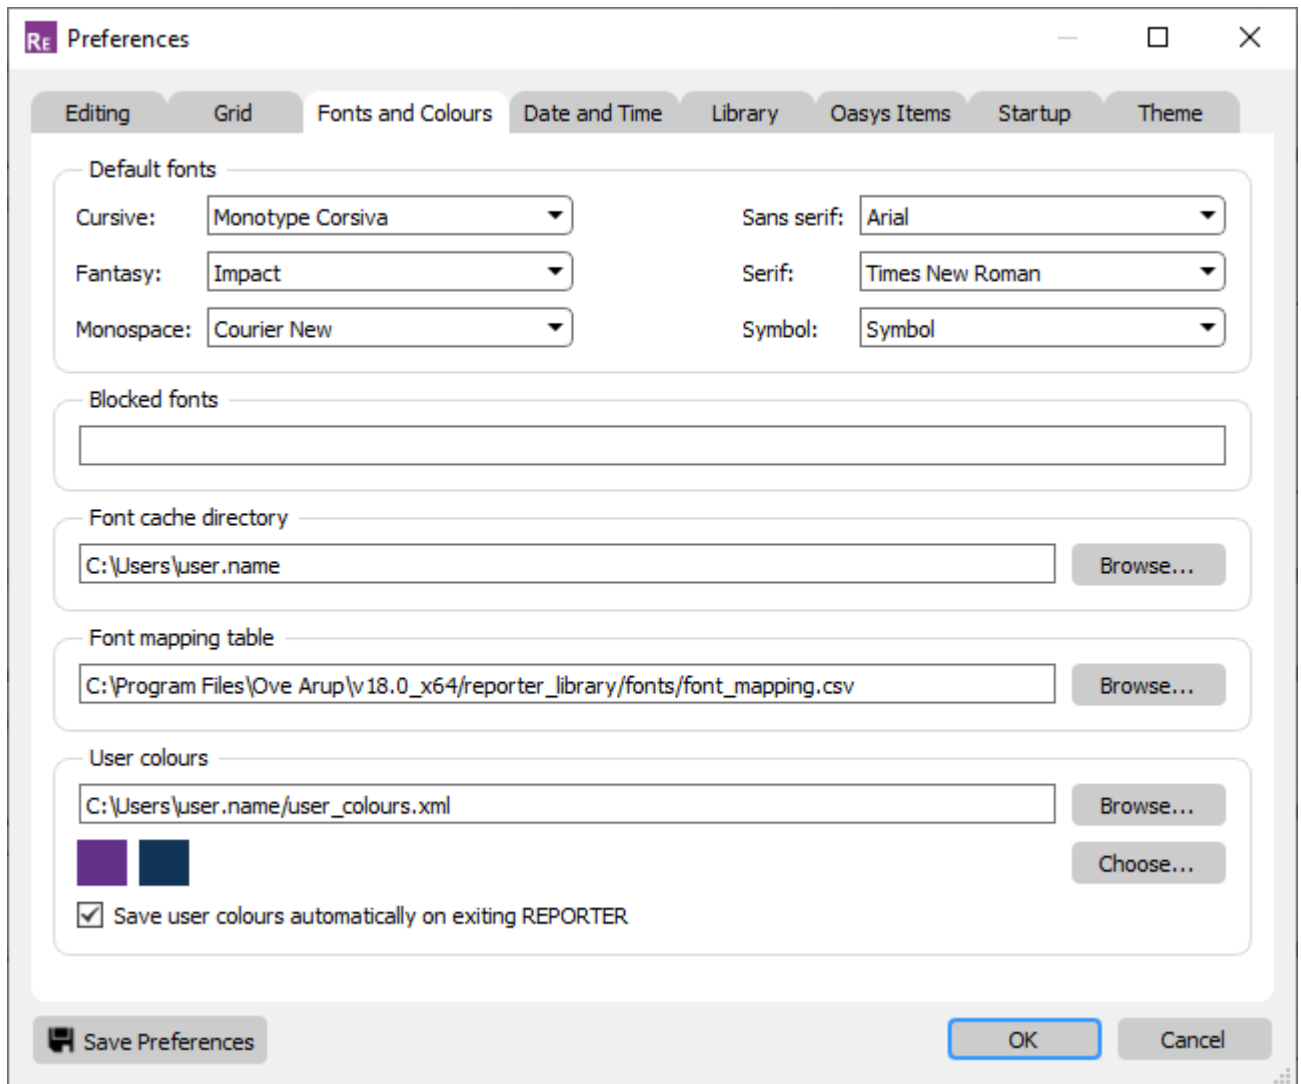 RE Preferences
Editing Grid Fonts and Colours Date and Time Library Oasys Items Startup Theme
Default fonts
Cursive: Monotype Corsiva Sans serif: Arial
Fantasy: Impact Serif: Times New Roman
Monospace: Courier New Symbol: Symbol
Blocked fonts
Font cache directory
C:\Users\user.name Browse...
Font mapping table
C:\Program Files\Ove Arup\v18.0_x64/reporter_library/fonts/font_mapping.csv Browse...
User colours
C:\Users\user.name/user_colours.xml Browse...
Choose...
Save user colours automatically on exiting REPORTER
Save Preferences OK Cancel